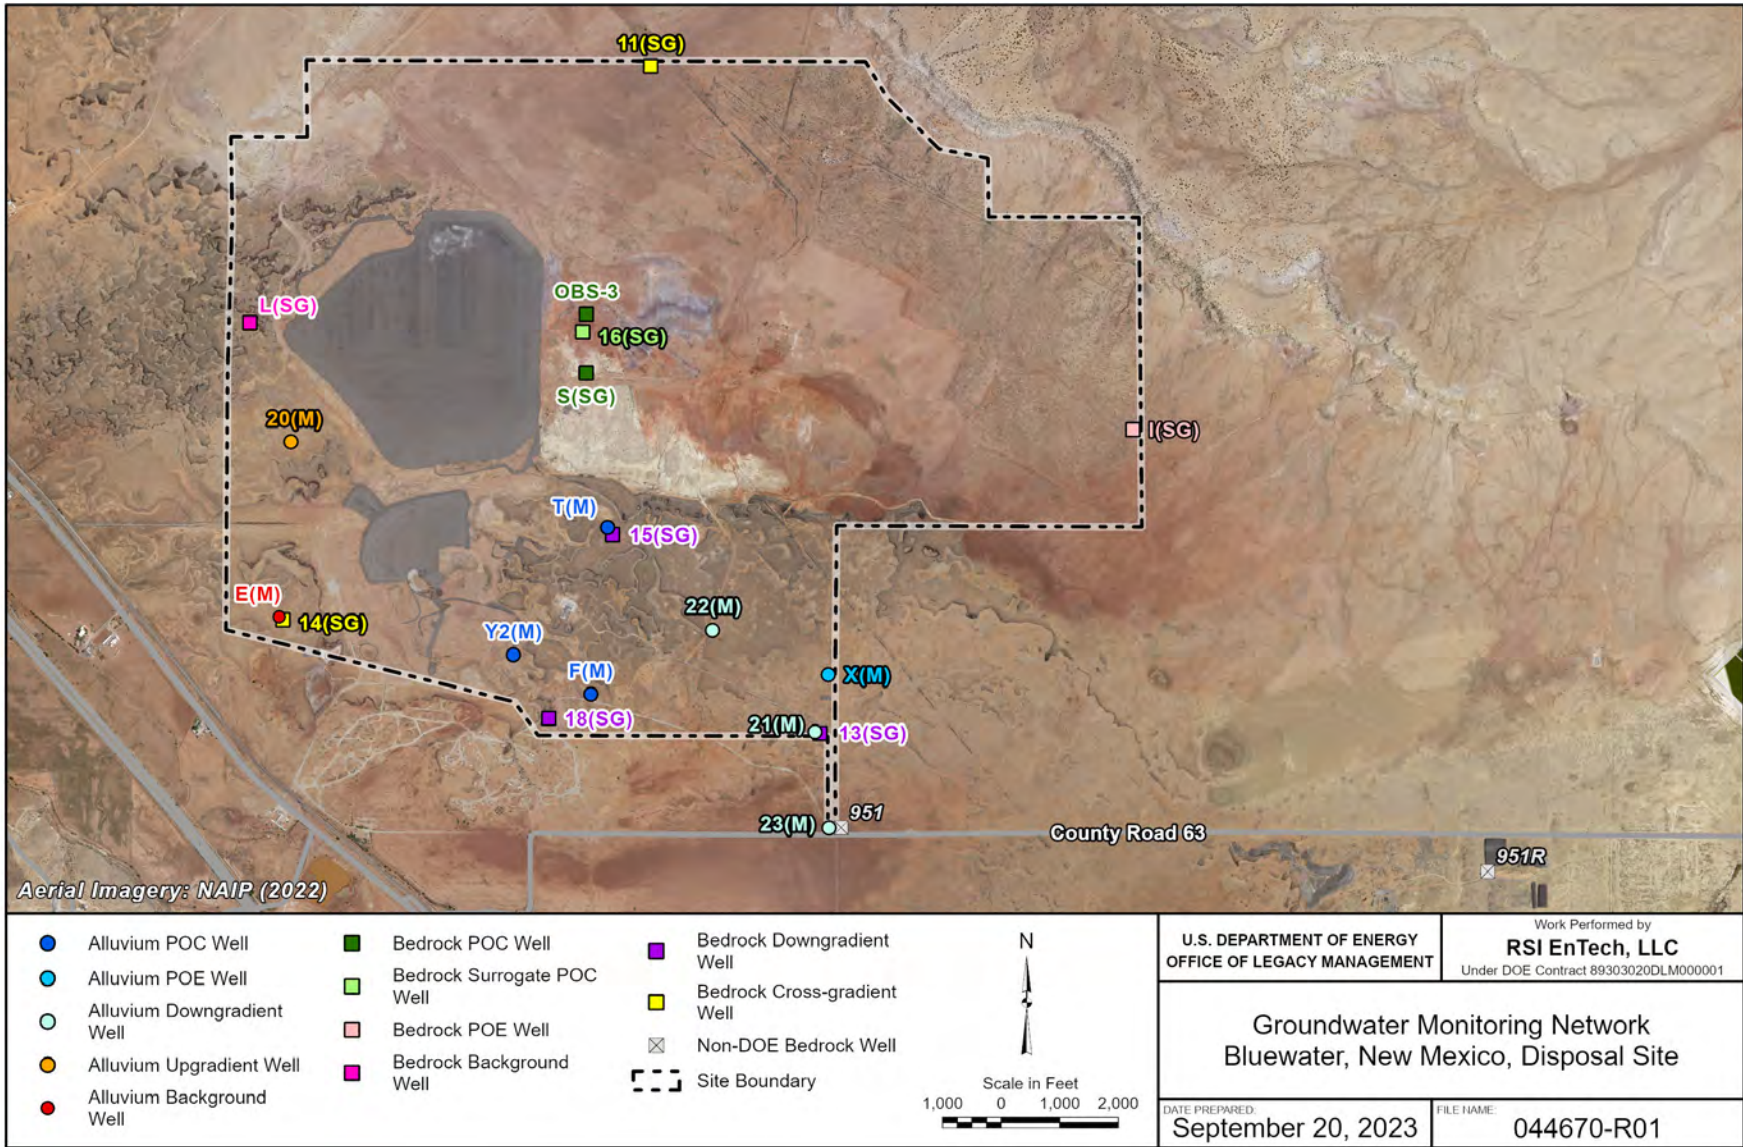 11(SG)
L(SG)
OBS-3
16(SG)
S(SG)
20(M)
I(SG)
T(M)
15(SG)
E(M)
14(SG)
22(M)
Y2(M)
F(M)
X(M)
18(SG)
21(M)
13(SG)
951
23(M)
County Road 63
951R
Aerial Imagery: NAIP (2022)
Alluvium POC Well
Alluvium POE Well
Alluvium Downgradient
Well
Alluvium Upgradient Well
Alluvium Background
Well
Bedrock POC Well
Bedrock Surrogate POC
Well
Bedrock POE Well
Bedrock Background
Well
Bedrock Downgradient
Well
Bedrock Cross-gradient
Well
Non-DOE Bedrock Well
Site Boundary
N
Scale in Feet
1,000 0 1,000 2,000
U.S. DEPARTMENT OF ENERGY
OFFICE OF LEGACY MANAGEMENT
Work Performed by
RSI EnTech, LLC
Under DOE Contract 89303020DLM000001
Groundwater Monitoring Network
Bluewater, New Mexico, Disposal Site
DATE PREPARED:
September 20, 2023
FILE NAME:
044670-R01